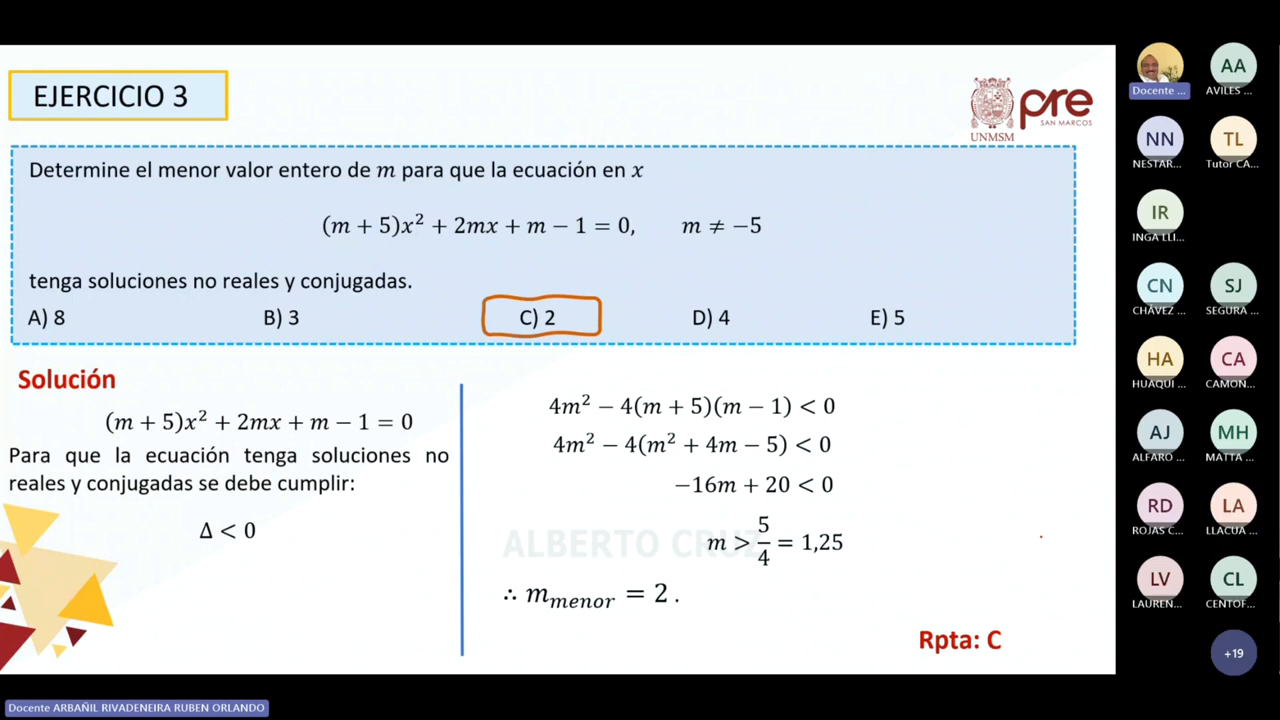 EJERCICIO 3
UNMSM
pre
SAN MARCOS
Determine el menor valor entero de m para que la ecuación en x
(m + 5)x² + 2mx + m − 1 = 0, m ≠ −5
tenga soluciones no reales y conjugadas.
A) 8 B) 3 C) 2 D) 4 E) 5
Solución
(m + 5)x² + 2mx + m − 1 = 0
Para que la ecuación tenga soluciones no
reales y conjugadas se debe cumplir:
Δ < 0
4m² − 4(m + 5)(m − 1) < 0
4m² − 4(m² + 4m − 5) < 0
−16m + 20 < 0
ALBERTO CRUZ
m > 5/4 = 1,25
∴ m_menor = 2 .
Rpta: C
Docente ...
AA
AVILES ...
NN
NESTAR...
TL
Tutor CA...
IR
INGA LLI...
CN
CHÁVEZ ...
SJ
SEGURA ...
HA
HUAQUI ...
CA
CAMON...
AJ
ALFARO ...
MH
MATTA ...
RD
ROJAS C...
LA
LLACUA...
LV
LAUREN...
CL
CENTOF...
+19
Docente ARBAÑIL RIVADENEIRA RUBEN ORLANDO